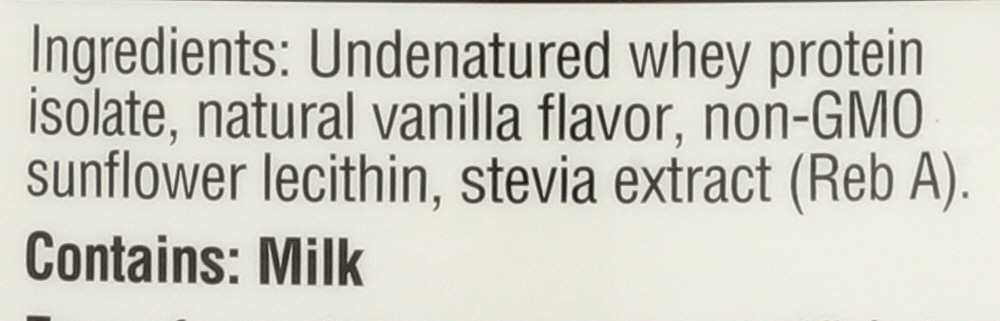 Ingredients: Undenatured whey protein
isolate, natural vanilla flavor, non-GMO
sunflower lecithin, stevia extract (Reb A).
Contains: Milk